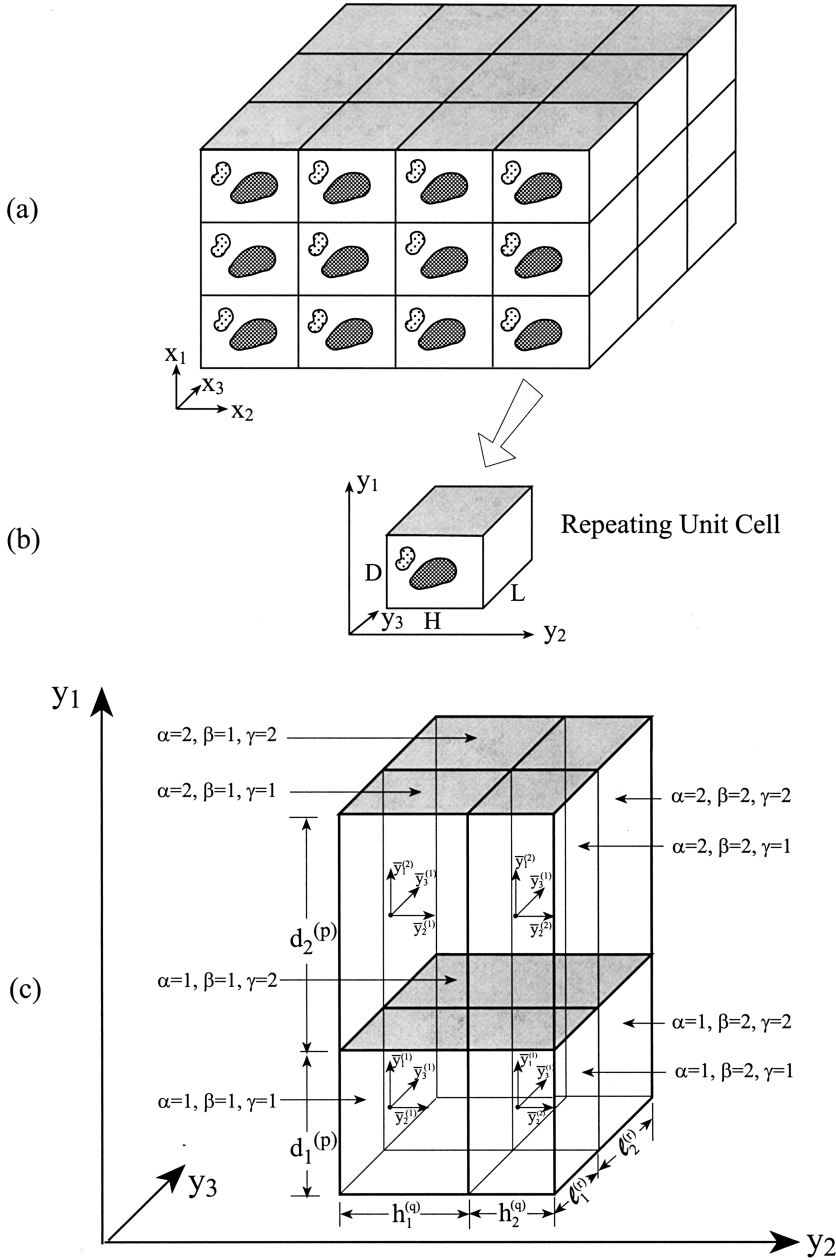 (a)
x₁
x₃
x₂
(b)
y₁
Repeating Unit Cell
D
L
y₃
H
y₂
(c)
y₁
α=2, β=1, γ=2
α=2, β=1, γ=1
α=2, β=2, γ=2
α=2, β=2, γ=1
ȳ₁⁽²⁾
ȳ₃⁽¹⁾
ȳ₂⁽¹⁾
ȳ₁⁽²⁾
ȳ₃⁽¹⁾
ȳ₂⁽²⁾
d₂⁽ᵖ⁾
α=1, β=1, γ=2
α=1, β=2, γ=2
α=1, β=2, γ=1
ȳ₁⁽¹⁾
ȳ₃⁽¹⁾
ȳ₂⁽¹⁾
ȳ₁⁽¹⁾
ȳ₃⁽¹⁾
ȳ₂⁽²⁾
α=1, β=1, γ=1
d₁⁽ᵖ⁾
ℓ₂⁽ʳ⁾
ℓ₁⁽ʳ⁾
y₃
h₁^(q)
h₂^(q)
y₂